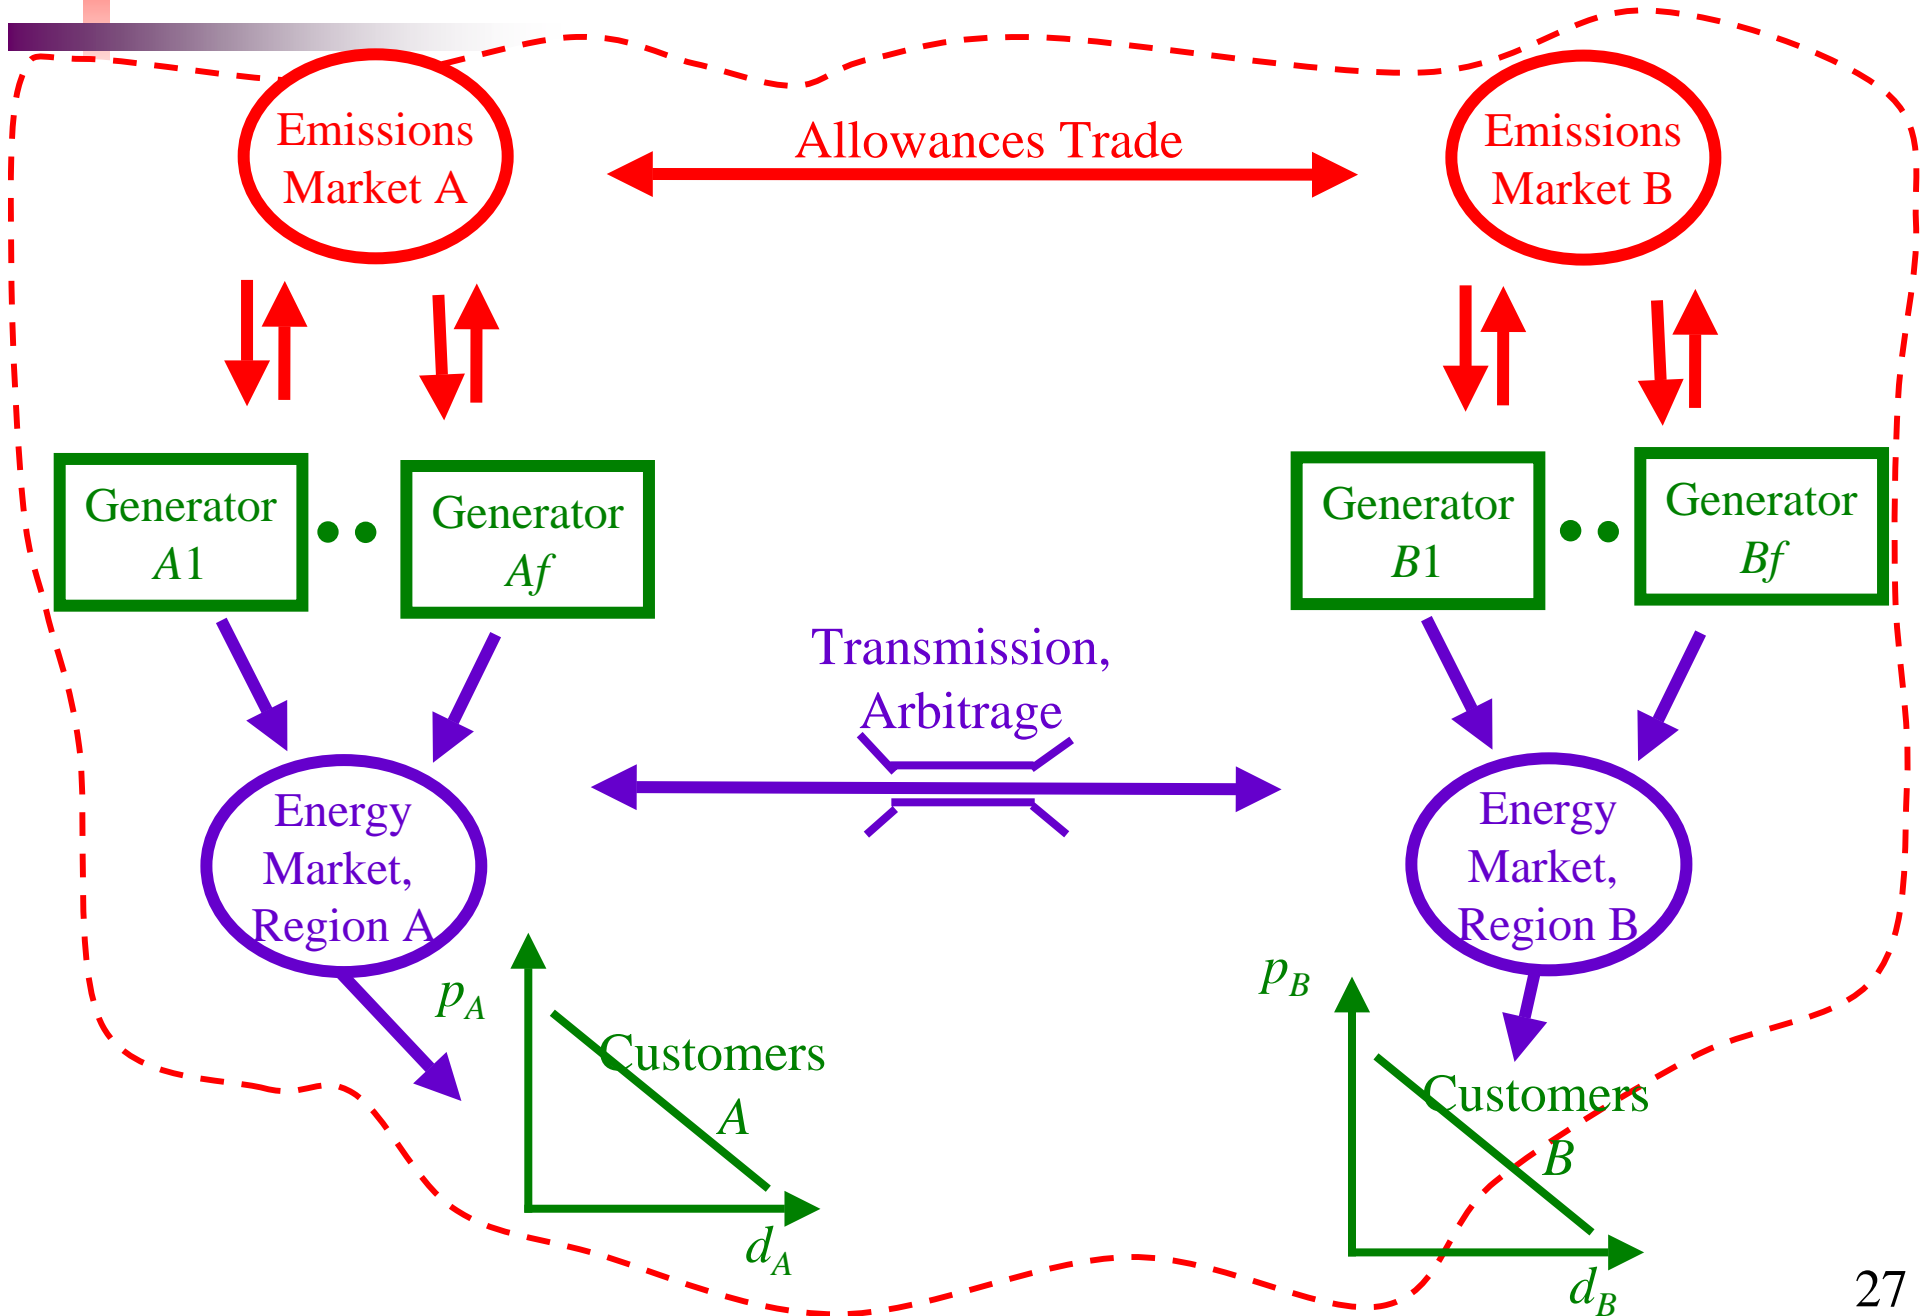 Emissions
Market A
Allowances Trade
Emissions
Market B
Generator
A1
Generator
Af
Generator
B1
Generator
Bf
Transmission,
Arbitrage
Energy
Market,
Region A
Energy
Market,
Region B
pA
Customers
A
dA
pB
Customers
B
dB
27